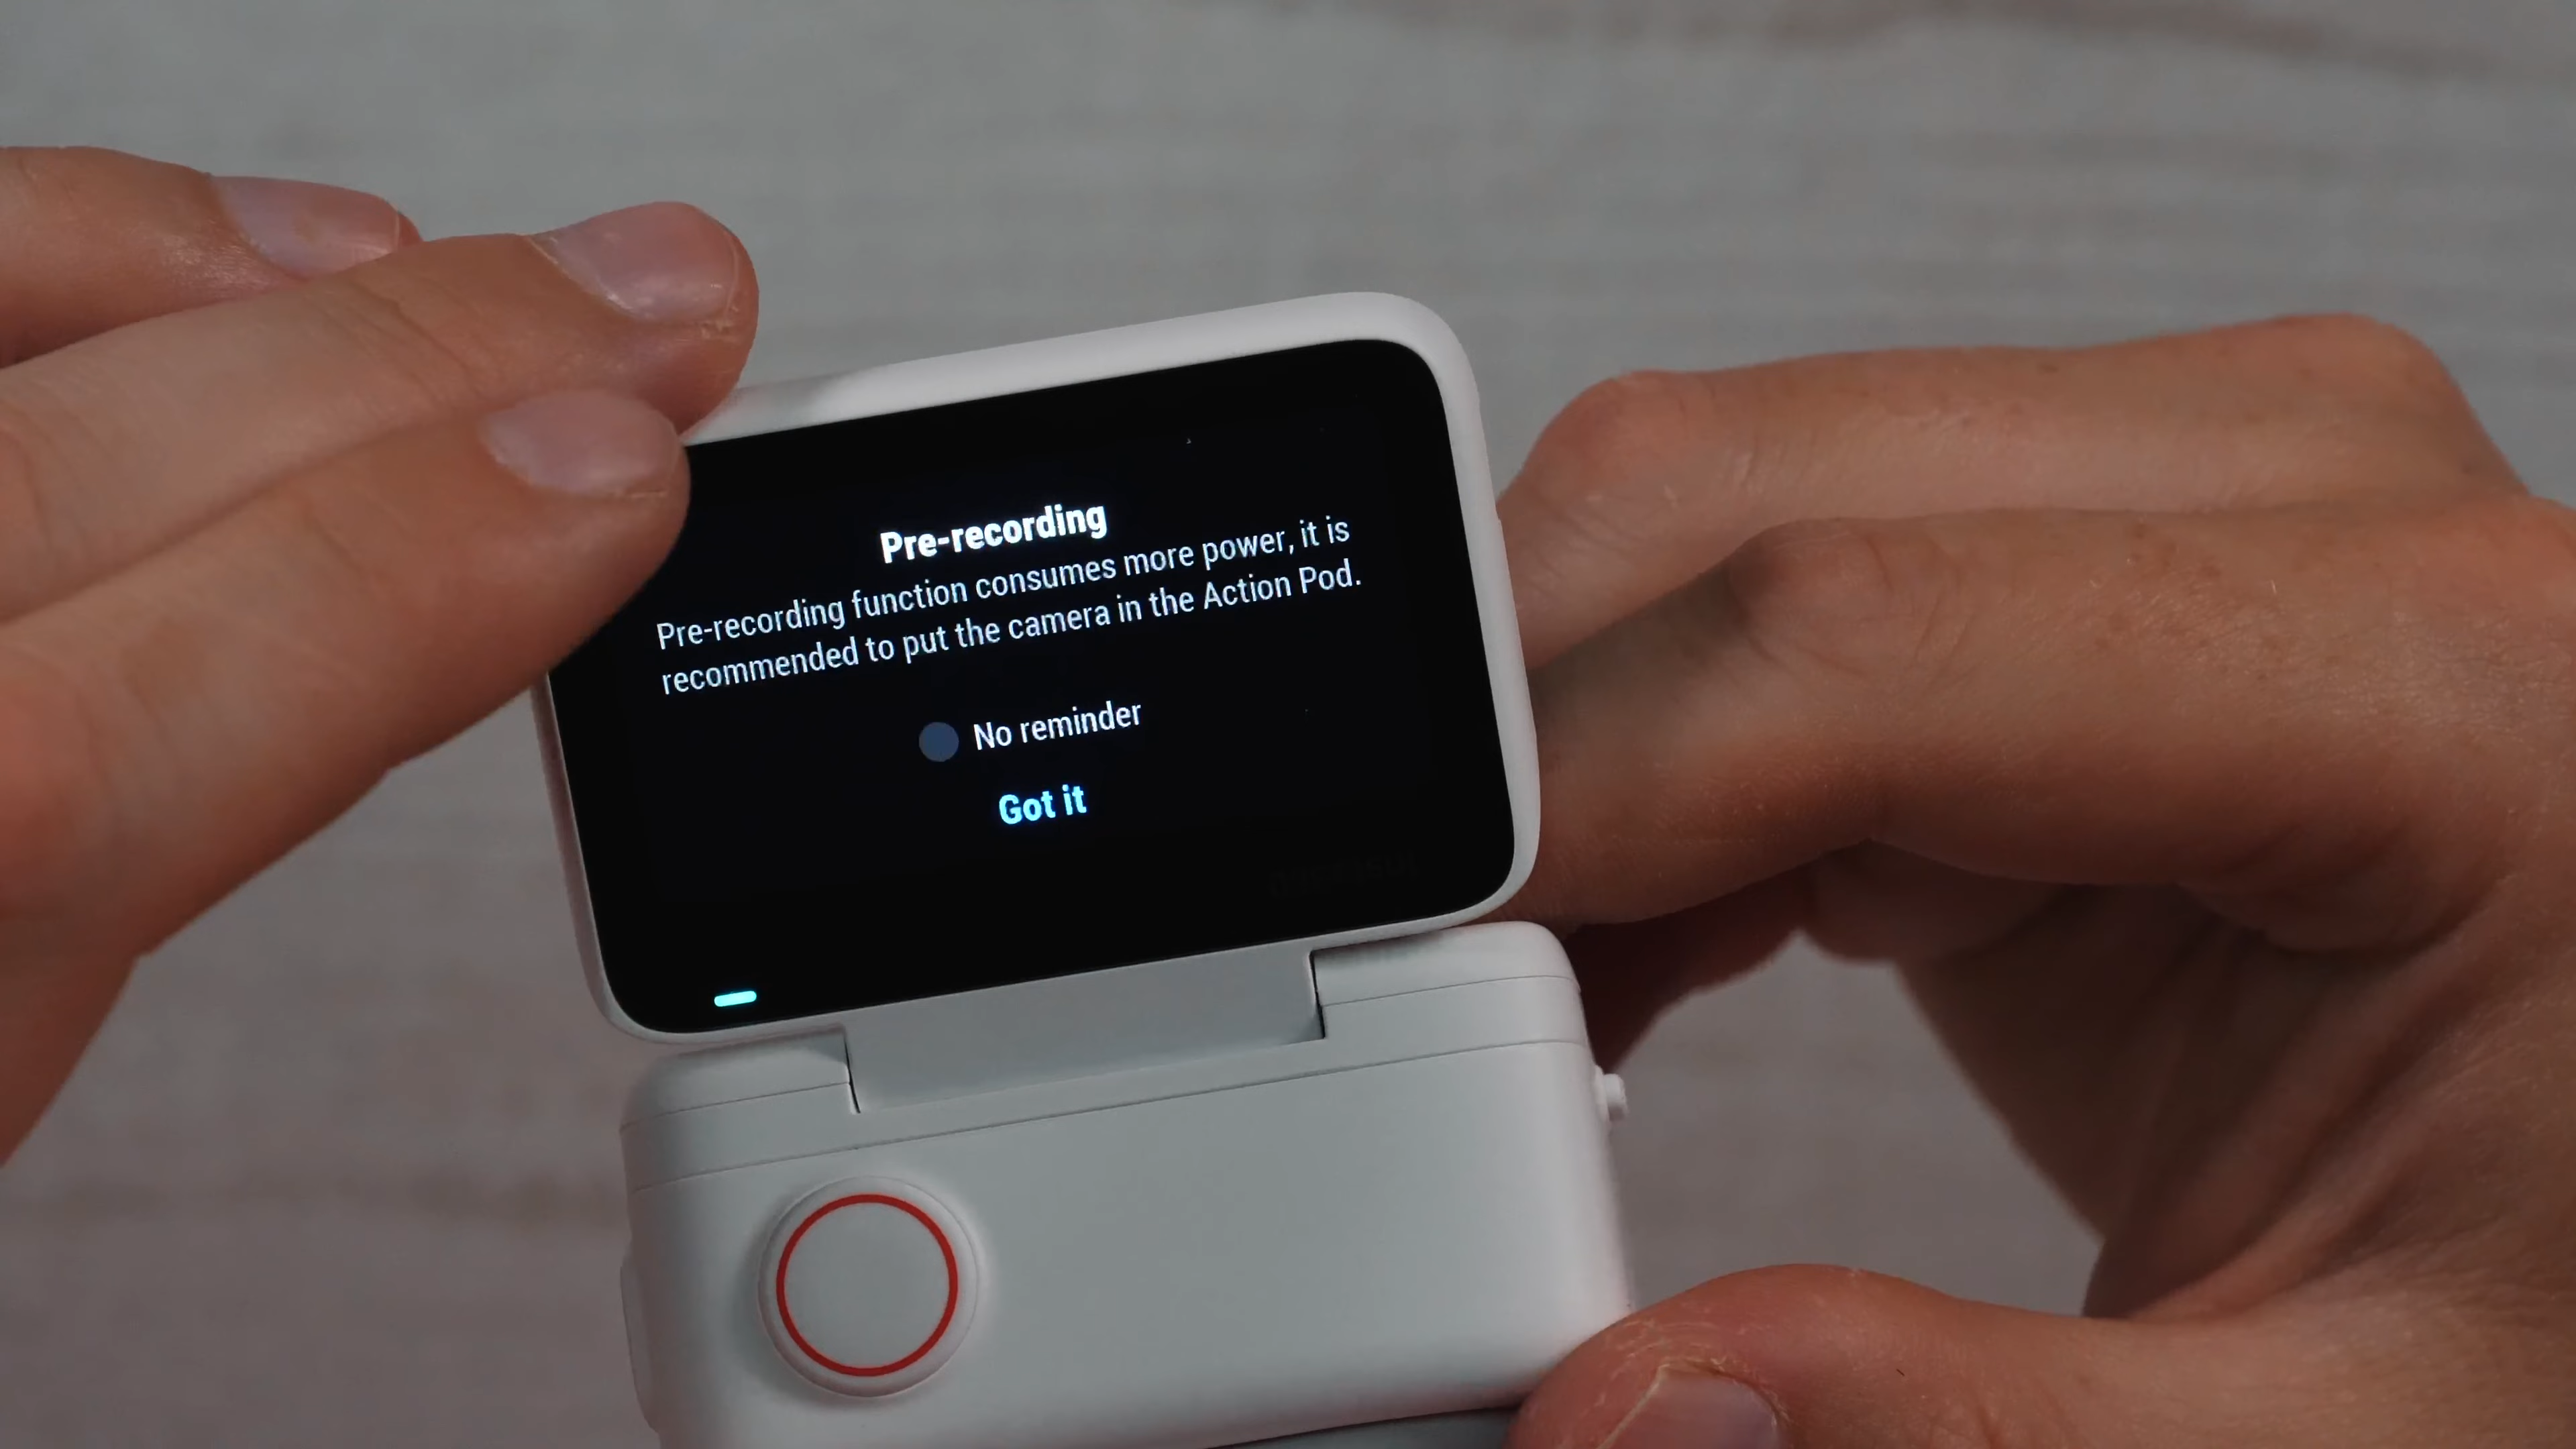 Pre-recording
Pre-recording function consumes more power, it is
recommended to put the camera in the Action Pod.
No reminder
Got it